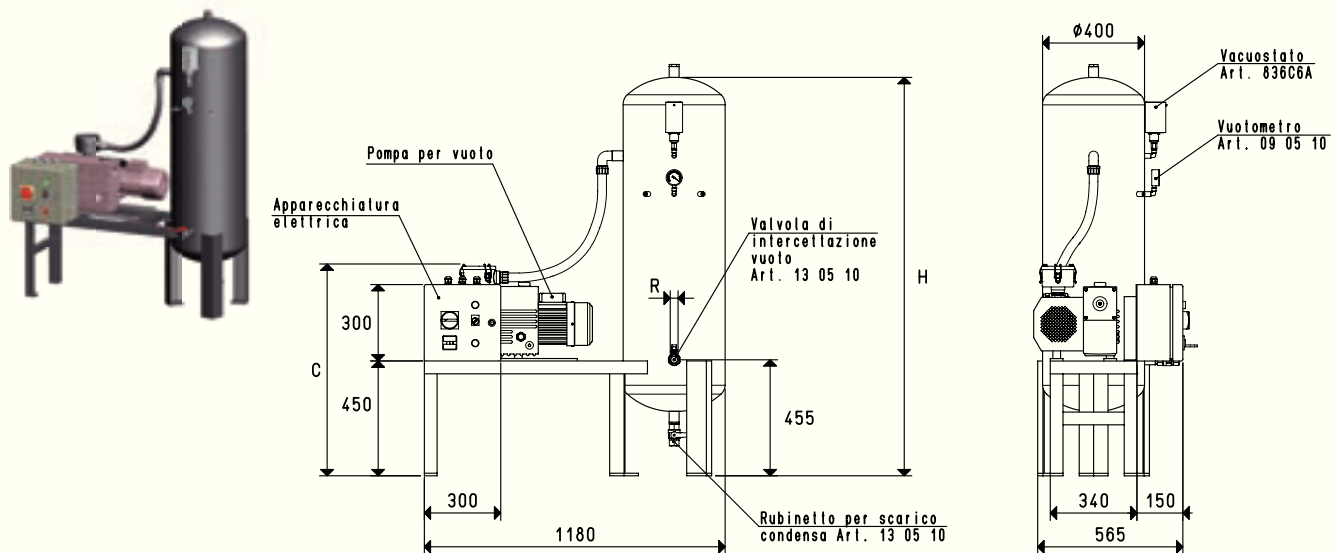 Ø400
Vacuostato
Art. 836C6A
Vuotometro
Art. 09 05 10
Pompa per vuoto
Apparecchiatura
elettrica
Valvola di
intercettazione
vuoto
Art. 13 05 10
R
H
300
C
450
455
300
1180
Rubinetto per scarico
condensa Art. 13 05 10
340
150
565